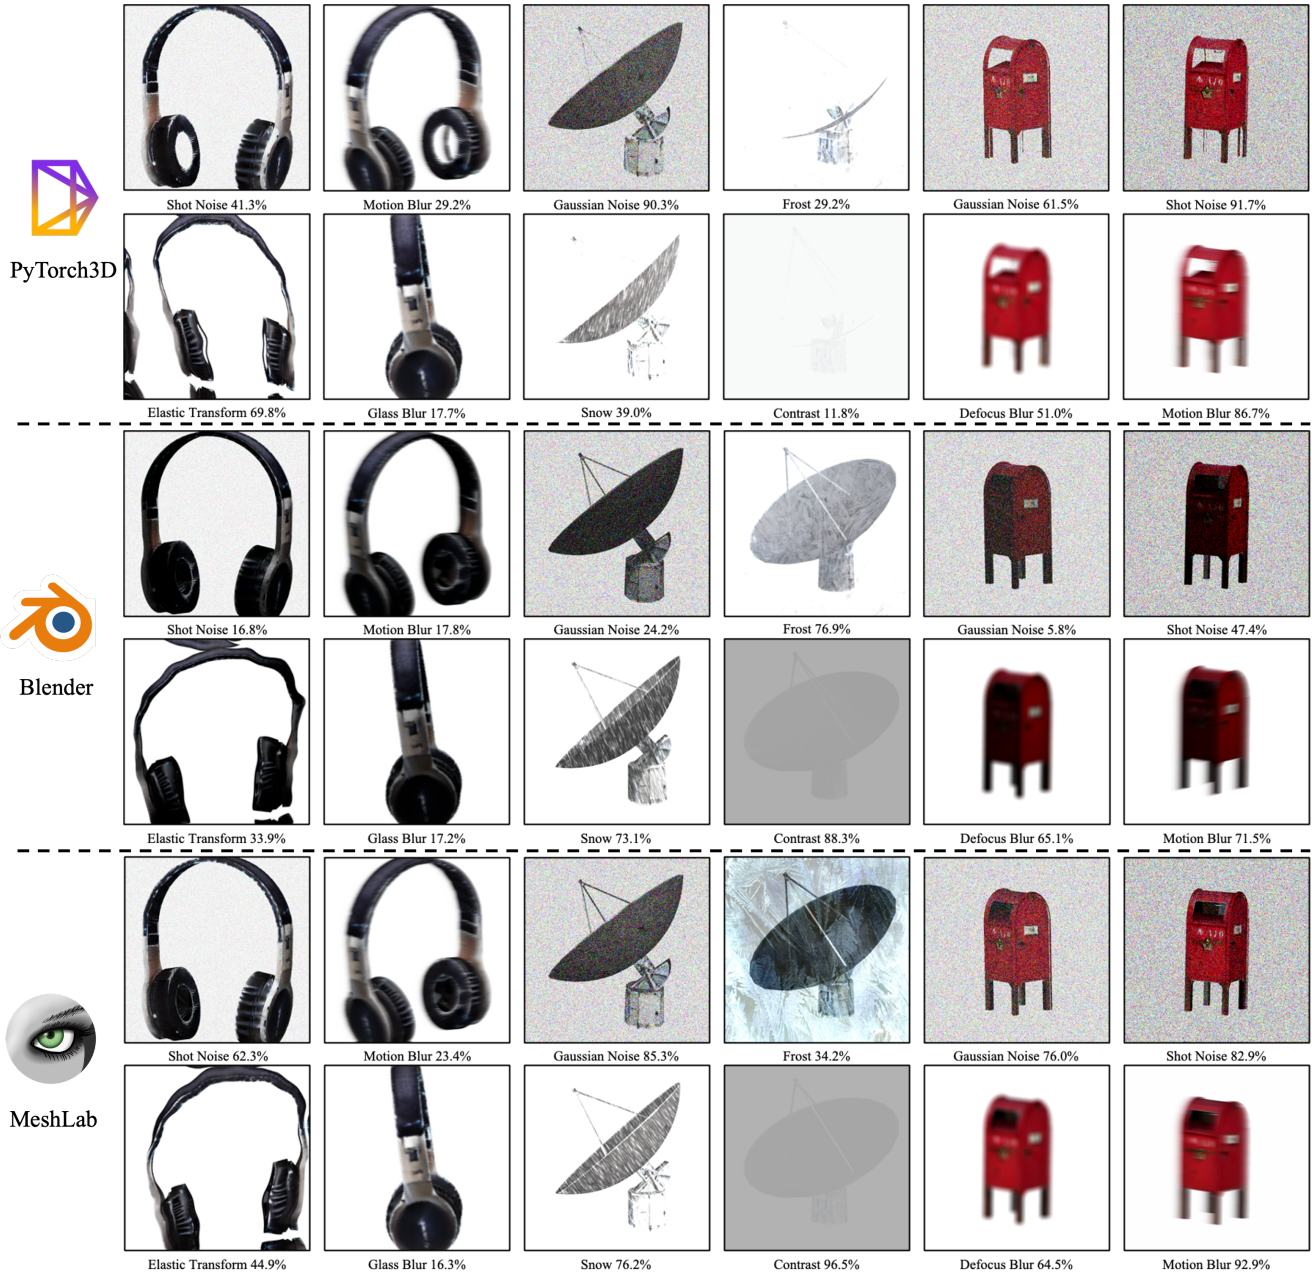 Shot Noise 41.3%
Motion Blur 29.2%
Gaussian Noise 90.3%
Frost 29.2%
Gaussian Noise 61.5%
Shot Noise 91.7%
PyTorch3D
Elastic Transform 69.8%
Glass Blur 17.7%
Snow 39.0%
Contrast 11.8%
Defocus Blur 51.0%
Motion Blur 86.7%
Shot Noise 16.8%
Motion Blur 17.8%
Gaussian Noise 24.2%
Frost 76.9%
Gaussian Noise 5.8%
Shot Noise 47.4%
Blender
Elastic Transform 33.9%
Glass Blur 17.2%
Snow 73.1%
Contrast 88.3%
Defocus Blur 65.1%
Motion Blur 71.5%
Shot Noise 62.3%
Motion Blur 23.4%
Gaussian Noise 85.3%
Frost 34.2%
Gaussian Noise 76.0%
Shot Noise 82.9%
MeshLab
Elastic Transform 44.9%
Glass Blur 16.3%
Snow 76.2%
Contrast 96.5%
Defocus Blur 64.5%
Motion Blur 92.9%